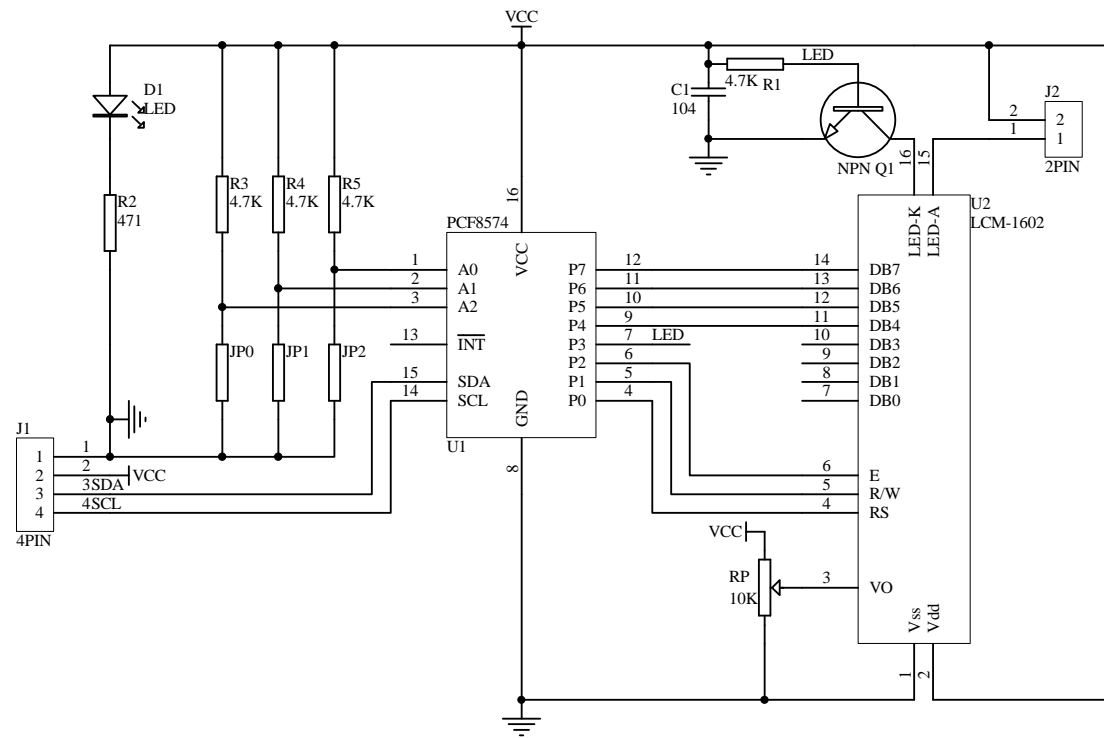 VCC
D1
LED
R2
471
R3
4.7K
R4
4.7K
R5
4.7K
JP0
JP1
JP2
J1
1
2
3
4
4PIN
1
2
VCC
3SDA
4SCL
PCF8574
16
VCC
1
A0
2
A1
3
A2
13
INT
15
SDA
14
SCL
GND
U1
8
P7
12
P6
11
P5
10
P4
9
P3
7
LED
P2
6
P1
5
P0
4
C1
104
4.7K
R1
LED
NPN Q1
16
15
J2
2
2
1
1
2PIN
U2
LCM-1602
LED-K
LED-A
14
DB7
13
DB6
12
DB5
11
DB4
10
DB3
9
DB2
8
DB1
7
DB0
6
E
5
R/W
4
RS
VCC
RP
10K
3
VO
Vss
Vdd
1
2